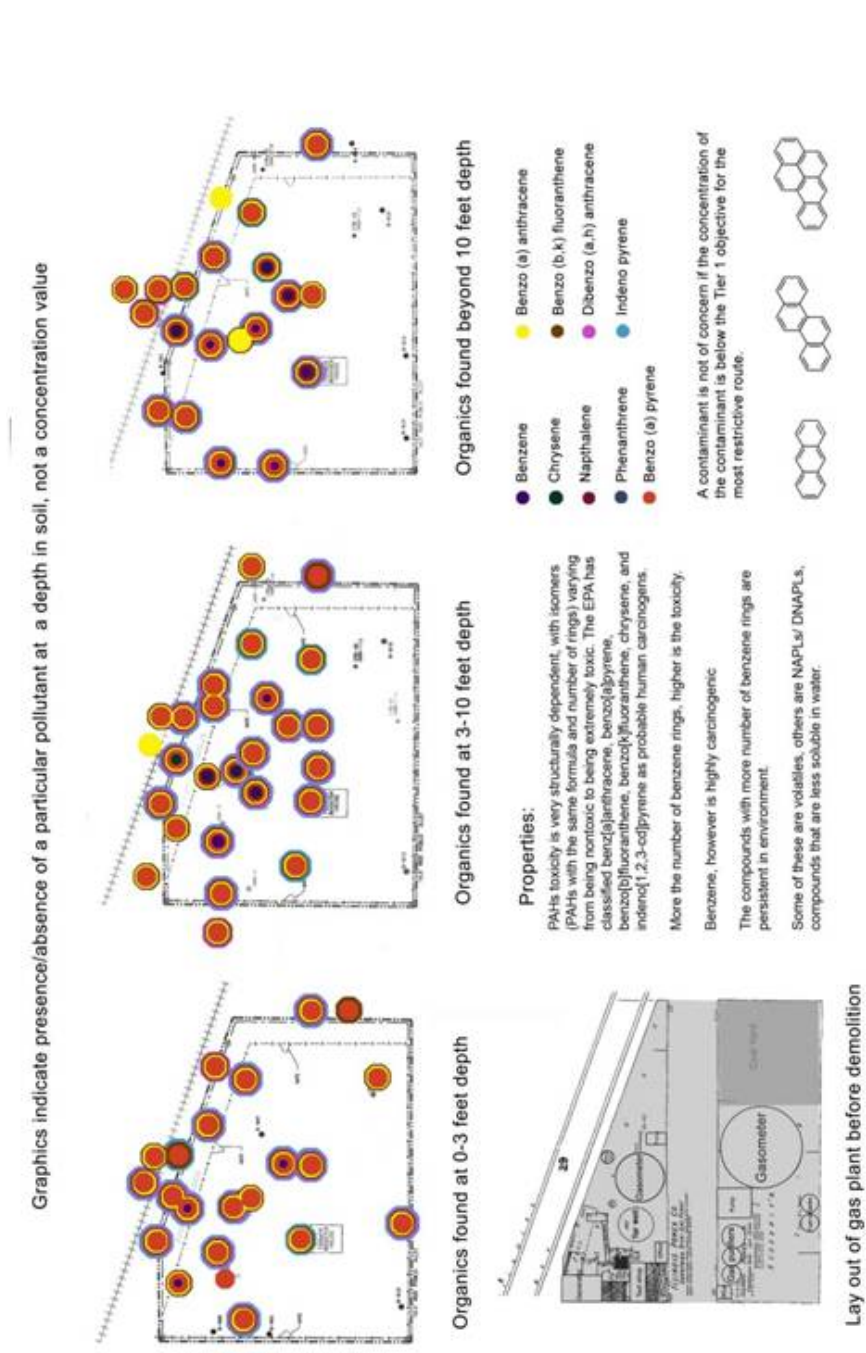 Graphics indicate presence/absence of a particular pollutant at a depth in soil, not a concentration value
Organics found at 0-3 feet depth
Organics found at 3-10 feet depth
Organics found beyond 10 feet depth
29
Gasometer
Tar well
Gasometer
Gas purifiers
Coal Yard
Lay out of gas plant before demolition
Properties:
PAHs toxicity is very structurally dependent, with isomers
(PAHs with the same formula and number of rings) varying
from being nontoxic to being extremely toxic. The EPA has
classified benz[a]anthracene, benzo[a]pyrene,
benzo[b]fluoranthene, benzo[k]fluoranthene, chrysene, and
indeno[1,2,3-cd]pyrene as probable human carcinogens.
More the number of benzene rings, higher is the toxicity.
Benzene, however is highly carcinogenic
The compounds with more number of benzene rings are
persistent in environment.
Some of these are volatiles, others are NAPLs/ DNAPLs,
compounds that are less soluble in water.
Benzene
Chrysene
Napthalene
Phenanthrene
Benzo (a) pyrene
Benzo (a) anthracene
Benzo (b,k) fluoranthene
Dibenzo (a,h) anthracene
Indeno pyrene
A contaminant is not of concern if the concentration of
the contaminant is below the Tier 1 objective for the
most restrictive route.